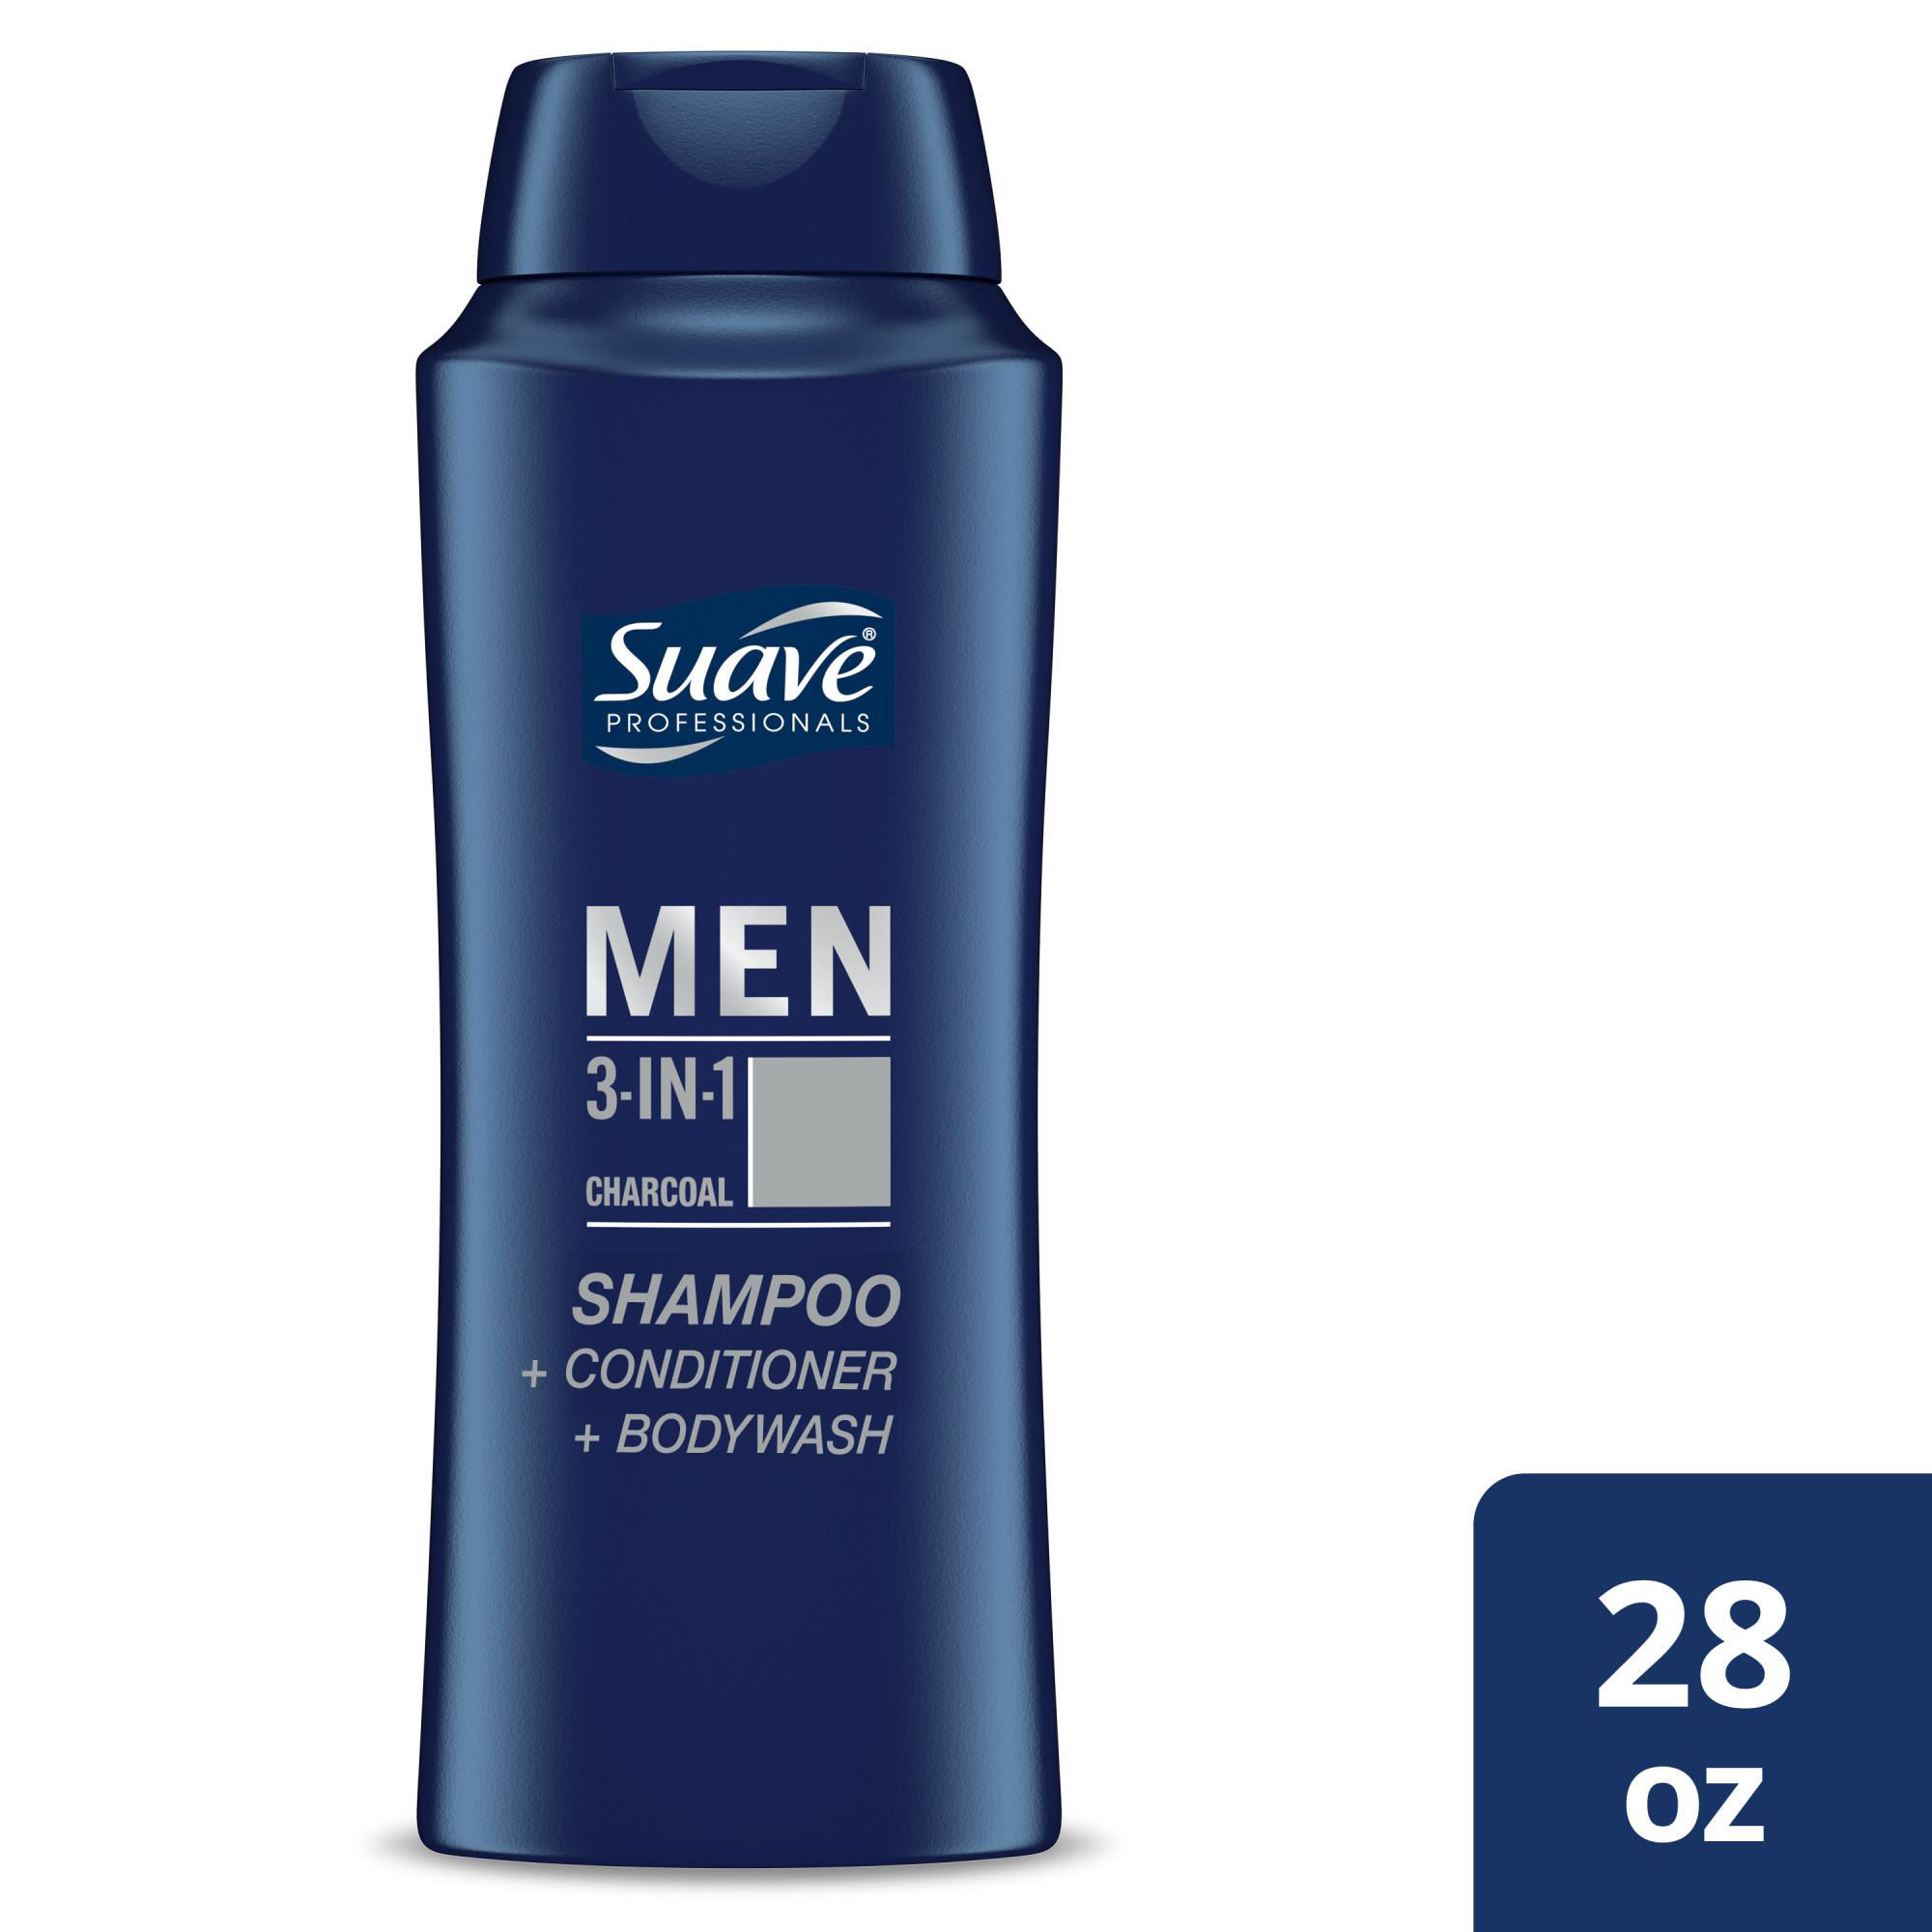 Suave®
PROFESSIONALS
MEN
3-IN-1
CHARCOAL
SHAMPOO
+ CONDITIONER
+ BODYWASH
28
oz